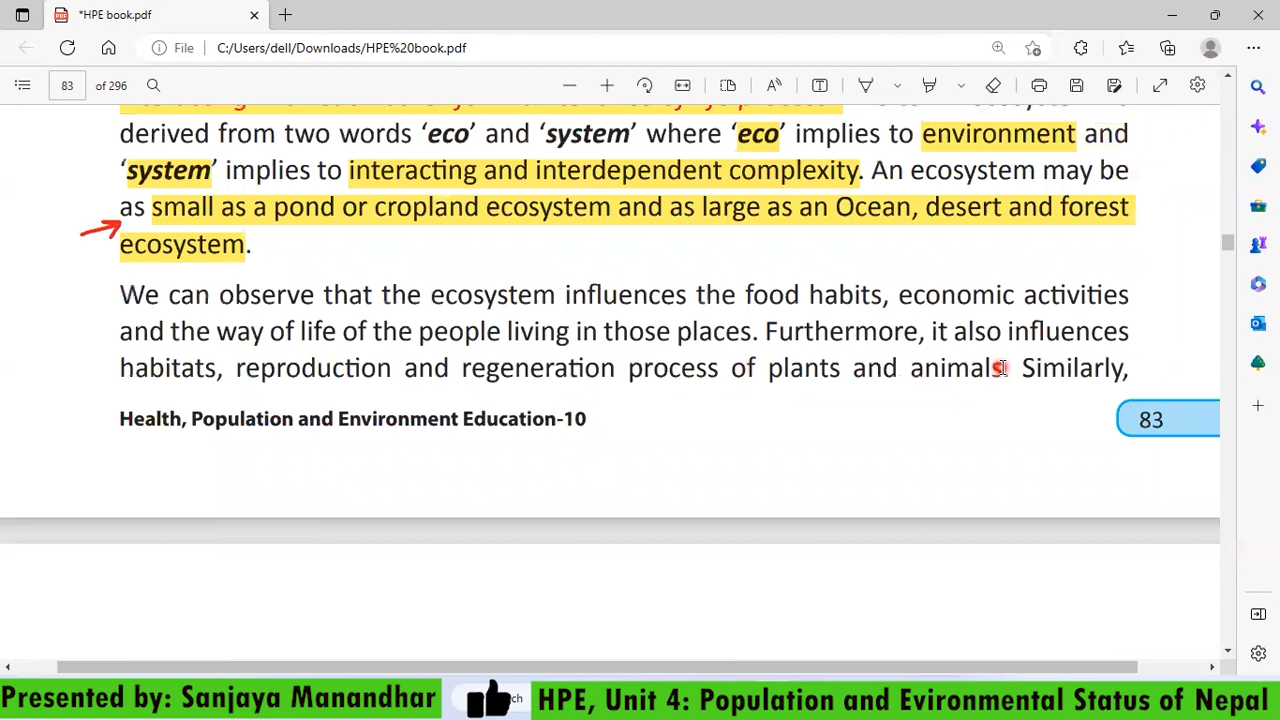 *HPE book.pdf
File C:/Users/dell/Downloads/HPE%20book.pdf
83 of 296
derived from two words ‘eco’ and ‘system’ where ‘eco’ implies to environment and
‘system’ implies to interacting and interdependent complexity. An ecosystem may be
as small as a pond or cropland ecosystem and as large as an Ocean, desert and forest
ecosystem.
We can observe that the ecosystem influences the food habits, economic activities
and the way of life of the people living in those places. Furthermore, it also influences
habitats, reproduction and regeneration process of plants and animals. Similarly,
Health, Population and Environment Education-10
83
Presented by: Sanjaya Manandhar
HPE, Unit 4: Population and Evironmental Status of Nepal